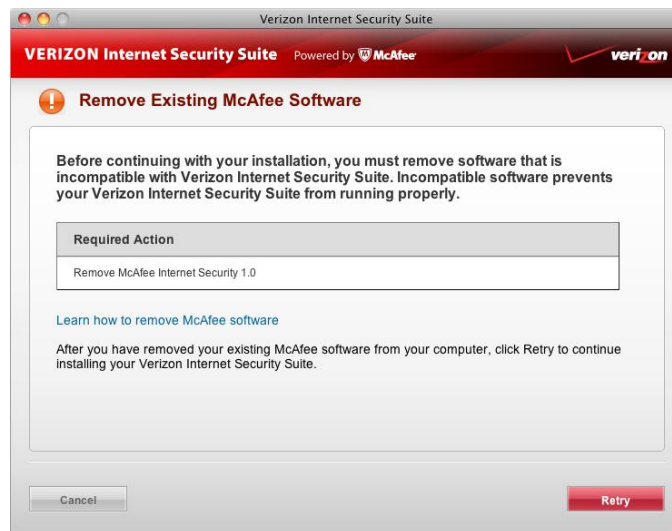 Verizon Internet Security Suite
VERIZON Internet Security Suite Powered by McAfee verizon
Remove Existing McAfee Software
Before continuing with your installation, you must remove software that is
incompatible with Verizon Internet Security Suite. Incompatible software prevents
your Verizon Internet Security Suite from running properly.
Required Action
Remove McAfee Internet Security 1.0
Learn how to remove McAfee software
After you have removed your existing McAfee software from your computer, click Retry to continue
installing your Verizon Internet Security Suite.
Cancel Retry